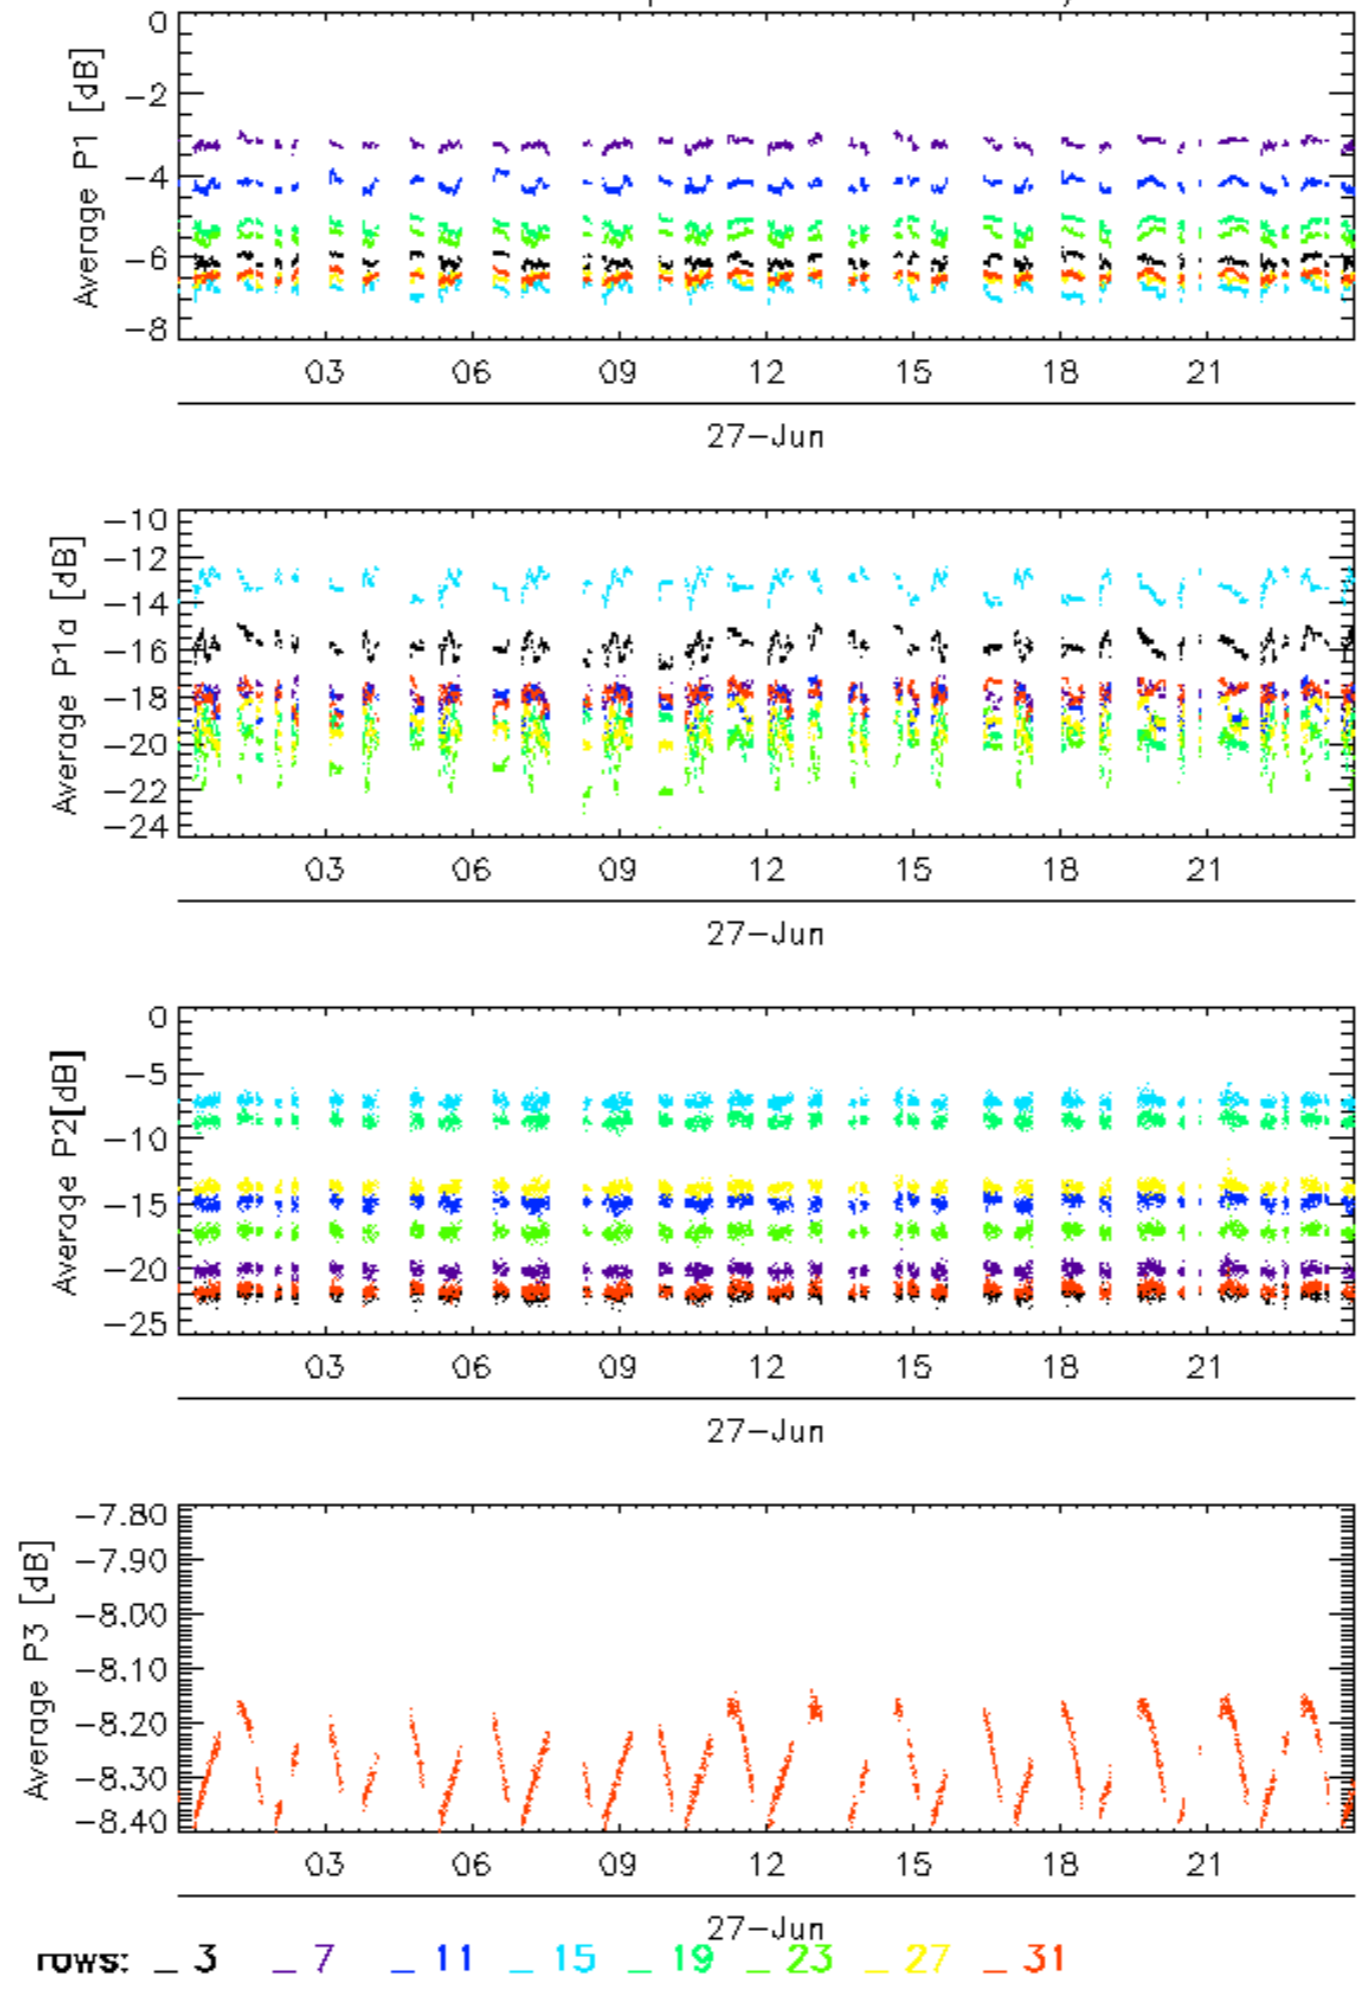 0
-2
-4
-6
-8
Average P1 [dB]
03 06 09 12 15 18 21
27-Jun
-10
-12
-14
-16
-18
-20
-22
-24
Average P1a [dB]
03 06 09 12 15 18 21
27-Jun
0
-5
-10
-15
-20
-25
Average P2[dB]
03 06 09 12 15 18 21
27-Jun
-7.80
-7.90
-8.00
-8.10
-8.20
-8.30
-8.40
Average P3 [dB]
03 06 09 12 15 18 21
27-Jun
rows: _ 3 _ 7 _ 11 _ 15 _ 19 _ 23 _ 27 _ 31